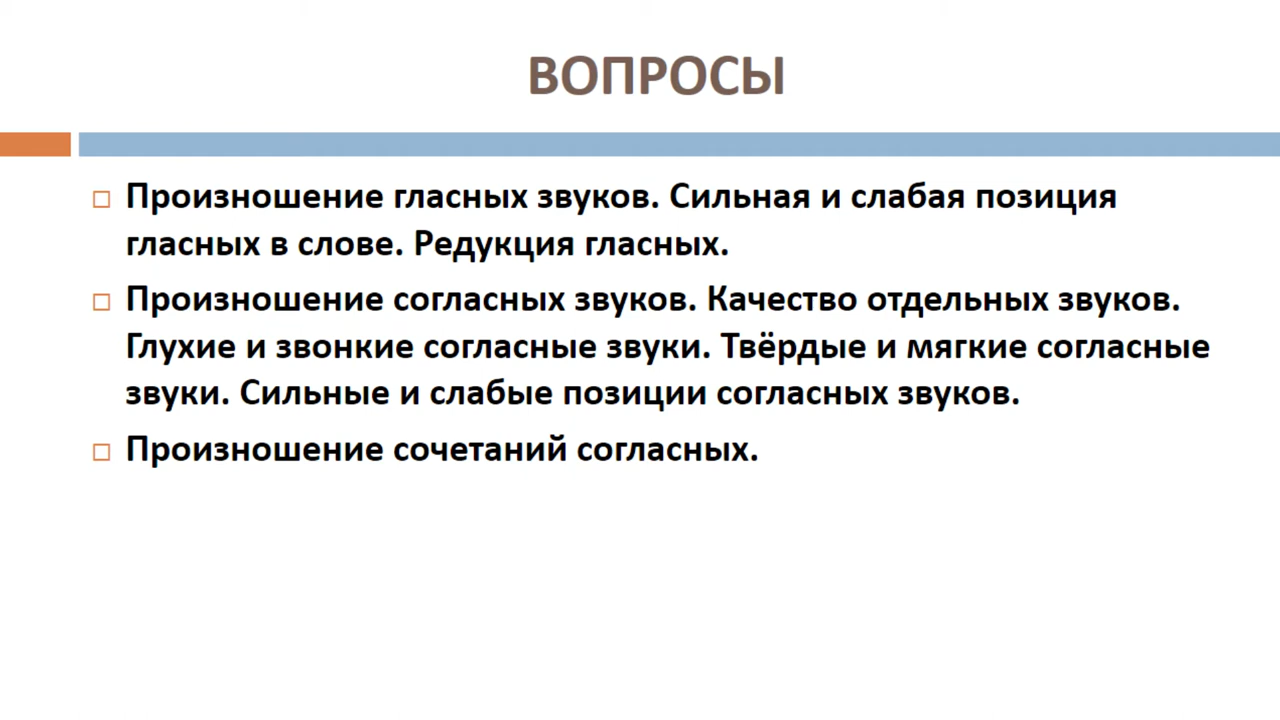 ВОПРОСЫ
Произношение гласных звуков. Сильная и слабая позиция
гласных в слове. Редукция гласных.
Произношение согласных звуков. Качество отдельных звуков.
Глухие и звонкие согласные звуки. Твёрдые и мягкие согласные
звуки. Сильные и слабые позиции согласных звуков.
Произношение сочетаний согласных.